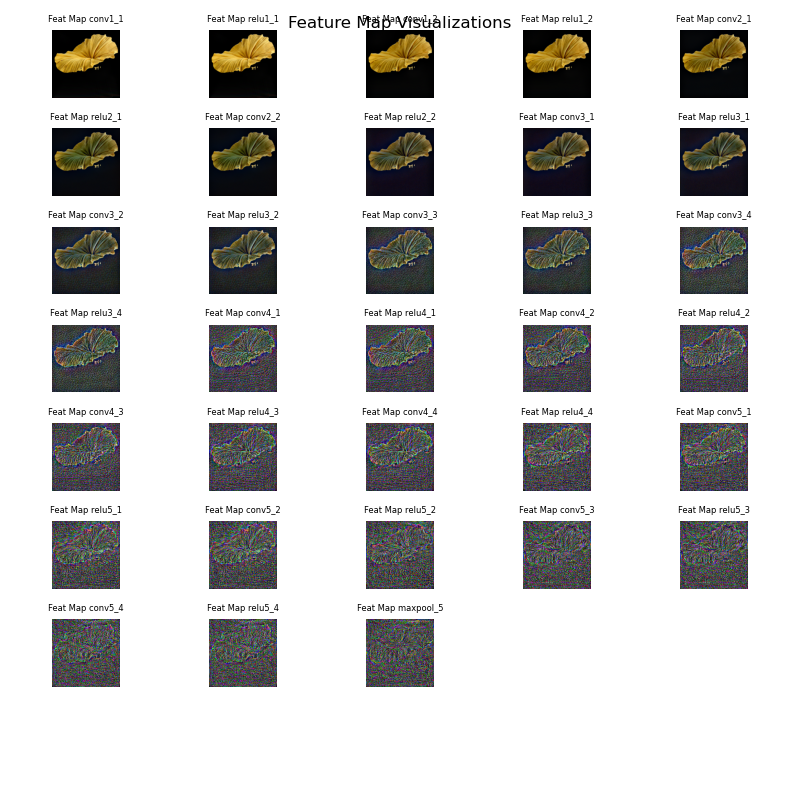 Feature Map Visualizations
Feat Map conv1_1
Feat Map relu1_1
Feat Map conv1_2
Feat Map relu1_2
Feat Map conv2_1
Feat Map relu2_1
Feat Map conv2_2
Feat Map relu2_2
Feat Map conv3_1
Feat Map relu3_1
Feat Map conv3_2
Feat Map relu3_2
Feat Map conv3_3
Feat Map relu3_3
Feat Map conv3_4
Feat Map relu3_4
Feat Map conv4_1
Feat Map relu4_1
Feat Map conv4_2
Feat Map relu4_2
Feat Map conv4_3
Feat Map relu4_3
Feat Map conv4_4
Feat Map relu4_4
Feat Map conv5_1
Feat Map relu5_1
Feat Map conv5_2
Feat Map relu5_2
Feat Map conv5_3
Feat Map relu5_3
Feat Map conv5_4
Feat Map relu5_4
Feat Map maxpool_5